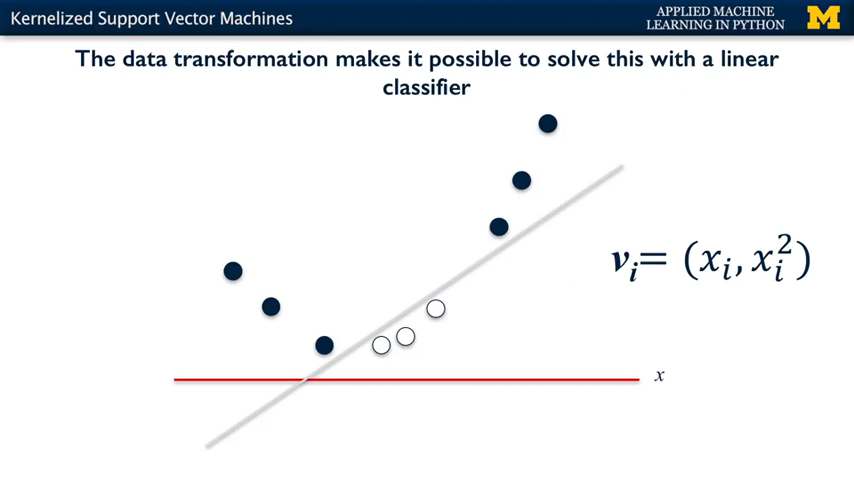 Kernelized Support Vector Machines
APPLIED MACHINE
LEARNING IN PYTHON
M
The data transformation makes it possible to solve this with a linear
classifier
𝒗ᵢ= (xᵢ, xᵢ²)
x